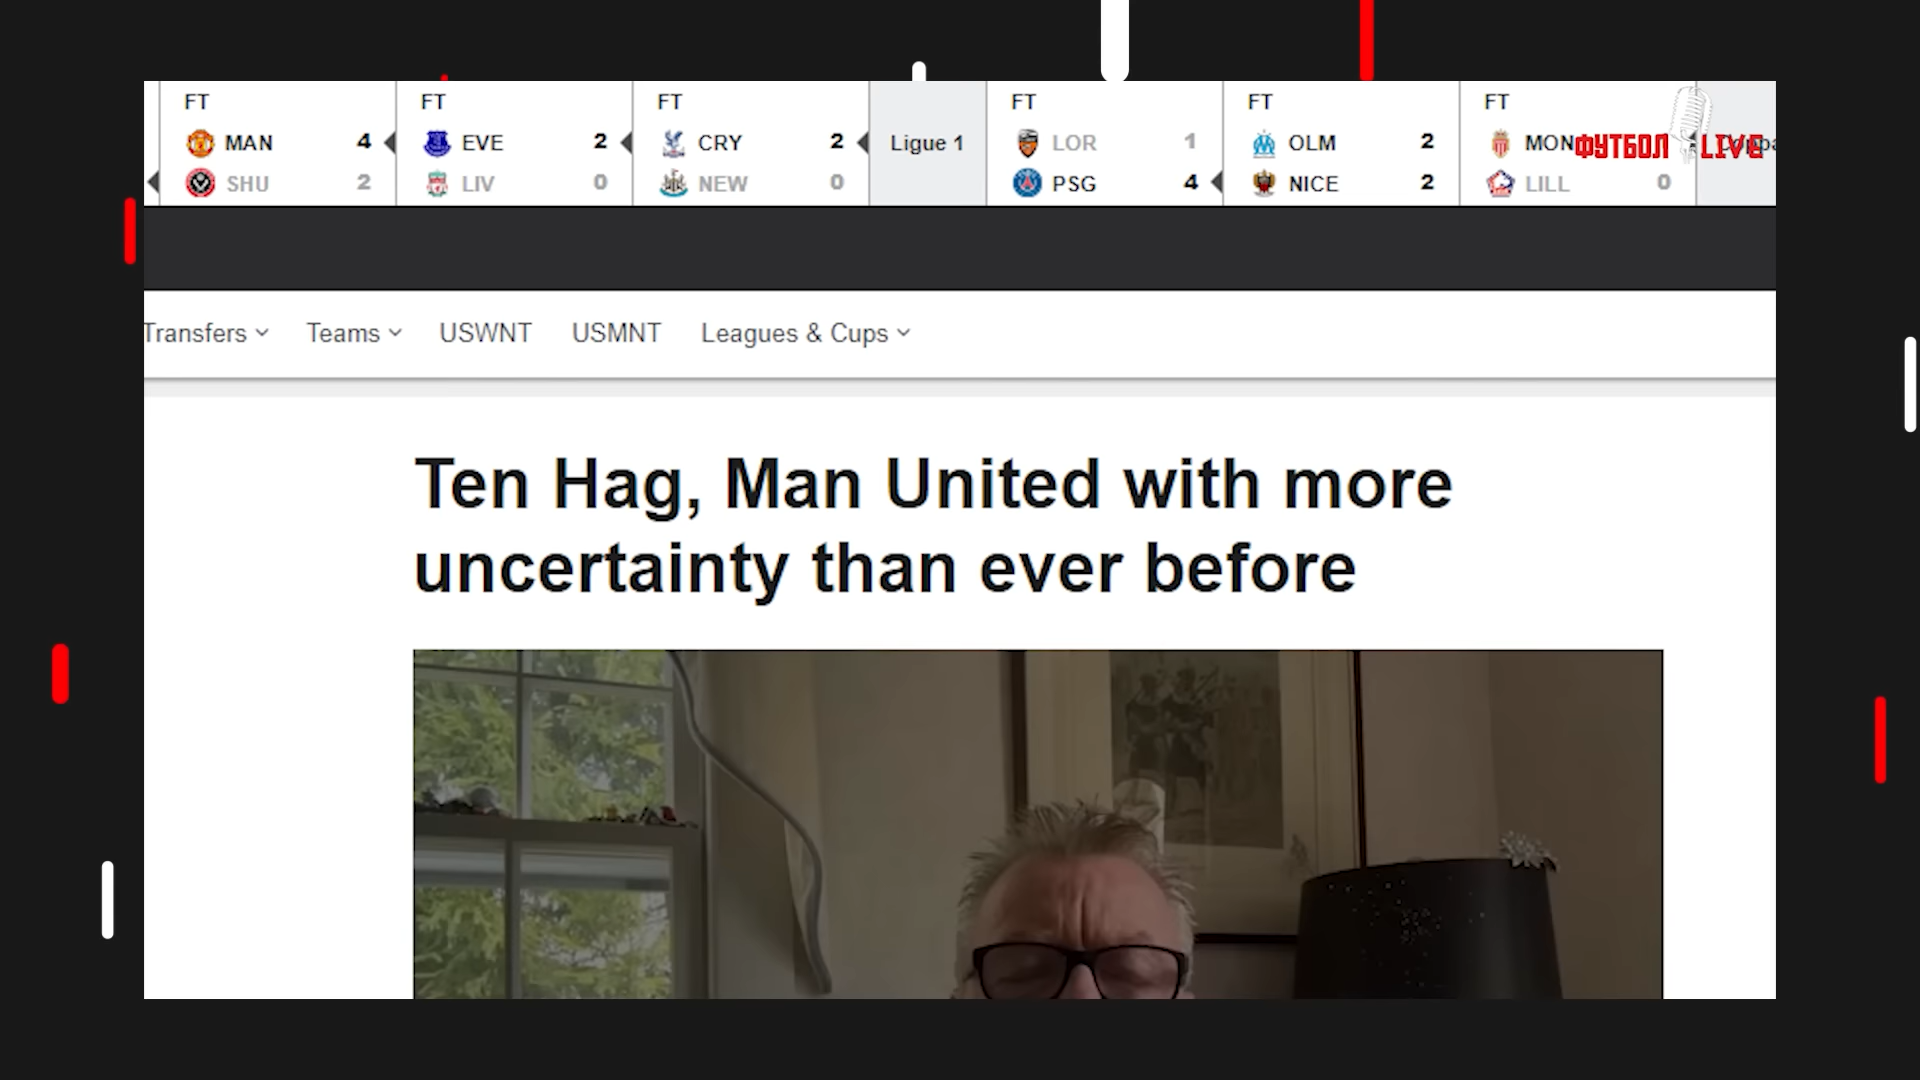 FT
MAN 4
SHU 2
FT
EVE 2
LIV 0
FT
CRY 2
NEW 0
Ligue 1
FT
LOR 1
PSG 4
FT
OLM 2
NICE 2
FT
MON
LILL 0
ФУТБОЛ LIVE
Transfers Teams USWNT USMNT Leagues & Cups
Ten Hag, Man United with more
uncertainty than ever before